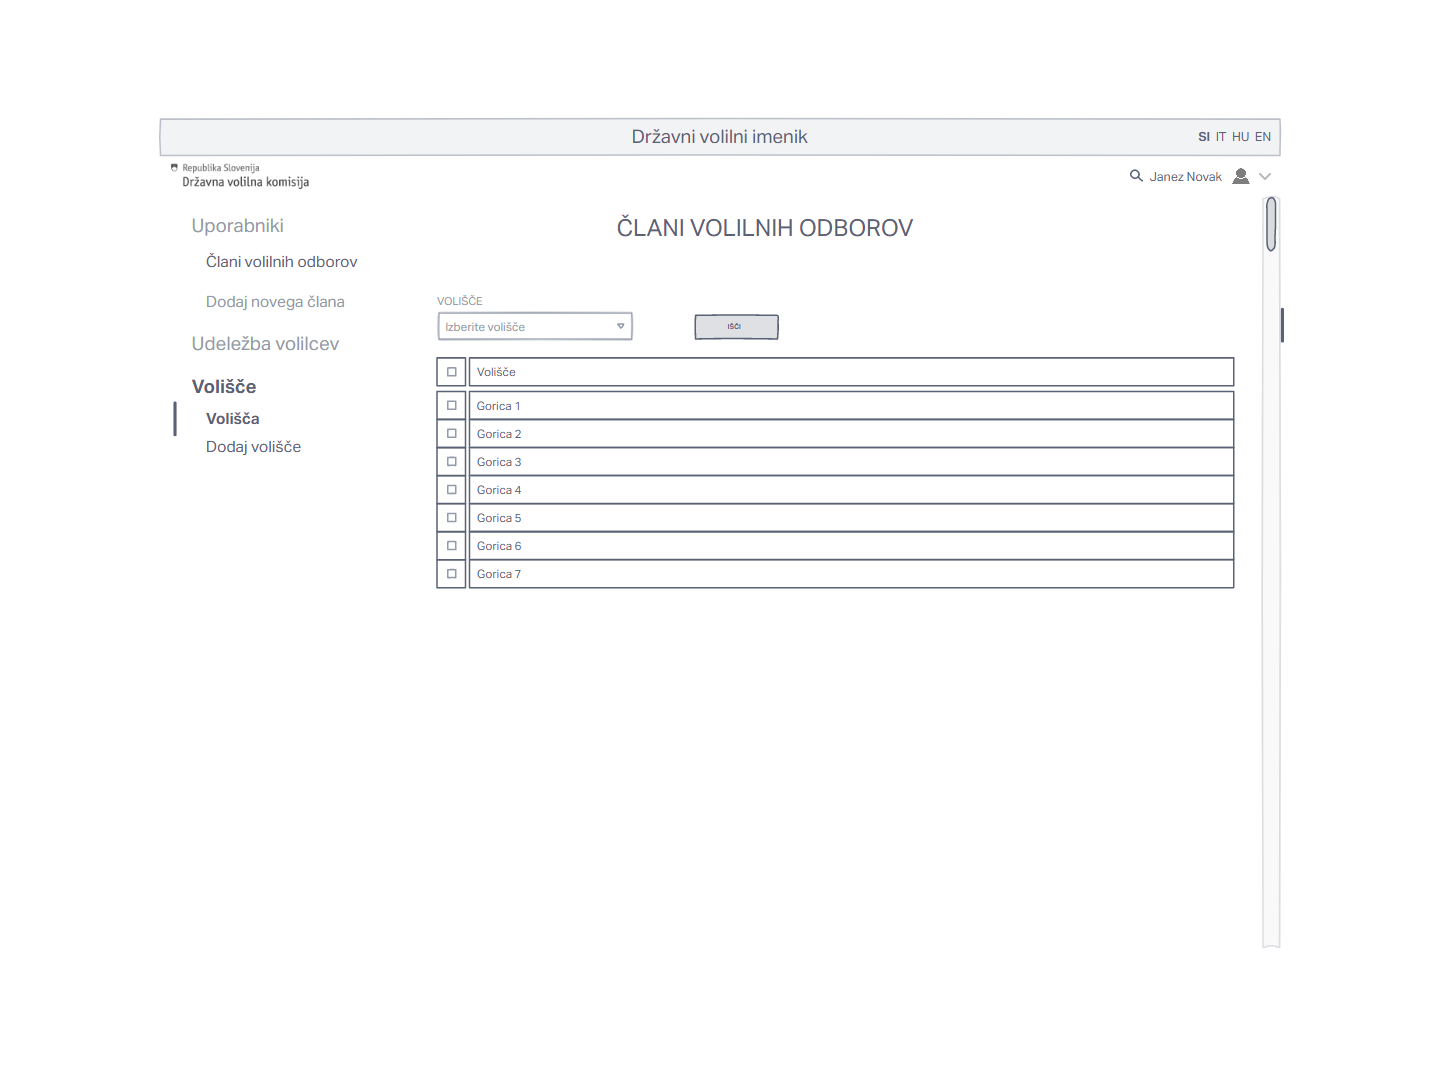 Državni volilni imenik
SI IT HU EN
Republika Slovenija
Državna volilna komisija
Janez Novak
Uporabniki
Člani volilnih odborov
Dodaj novega člana
Udeležba volilcev
Volišče
Volišča
Dodaj volišče
ČLANI VOLILNIH ODBOROV
VOLIŠČE
Izberite volišče
IŠČI
Volišče
Gorica 1
Gorica 2
Gorica 3
Gorica 4
Gorica 5
Gorica 6
Gorica 7